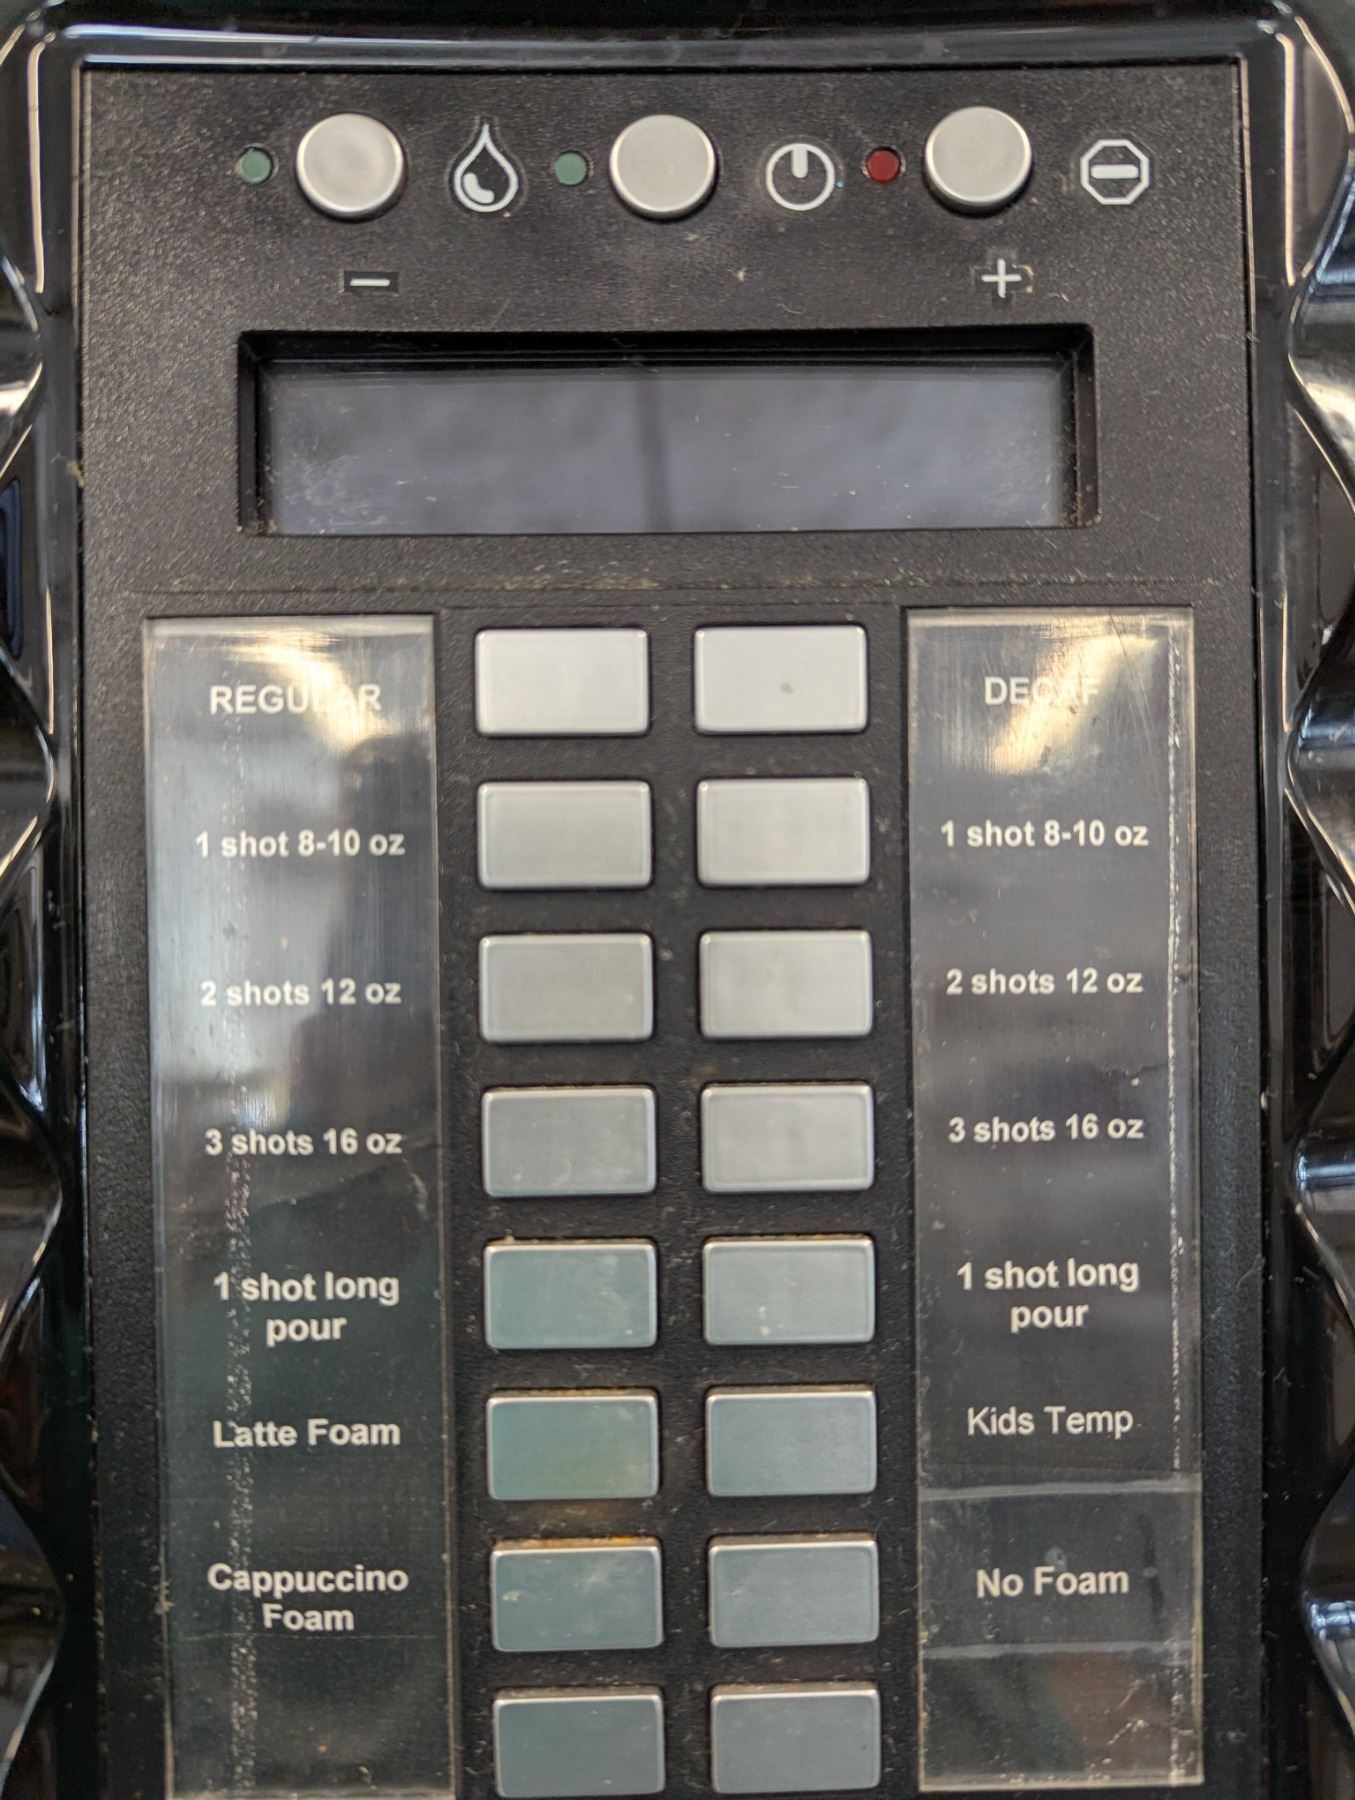 − +
REGULAR DECAF
1 shot 8-10 oz 1 shot 8-10 oz
2 shots 12 oz 2 shots 12 oz
3 shots 16 oz 3 shots 16 oz
1 shot long 1 shot long
pour pour
Latte Foam Kids Temp
Cappuccino No Foam
Foam